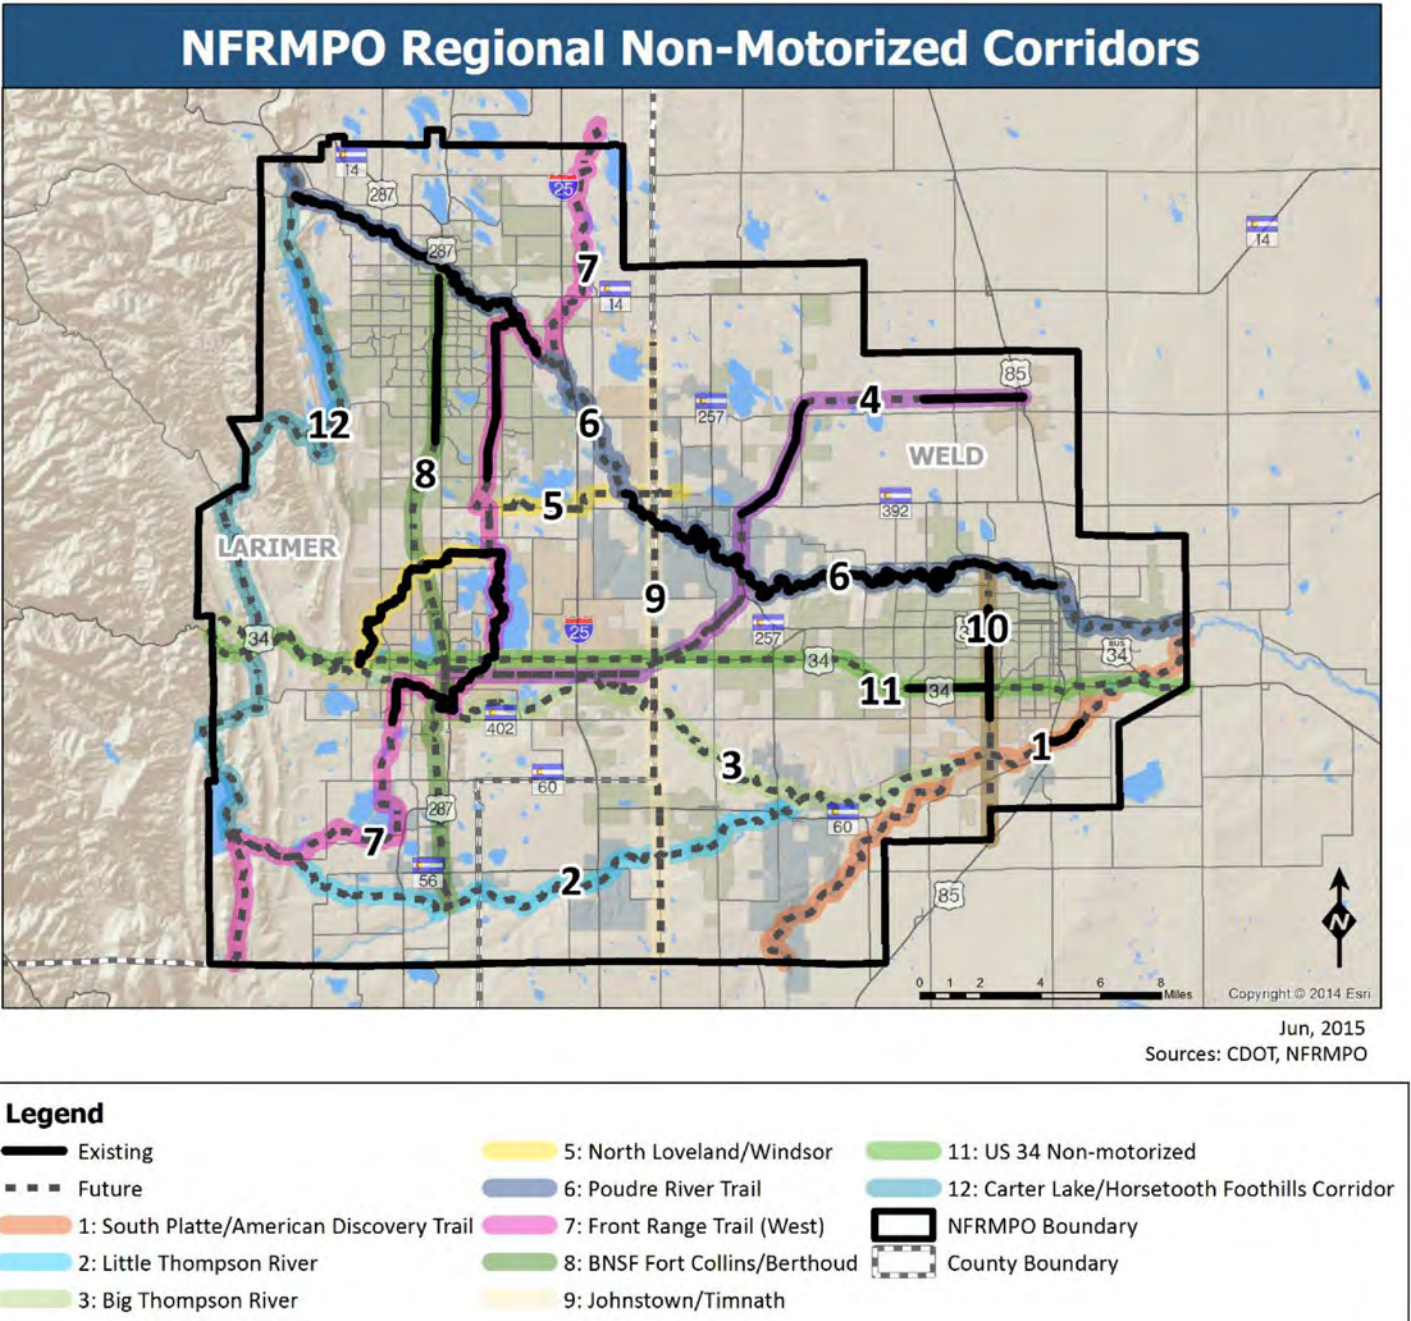 NFRMPO Regional Non-Motorized Corridors
14
287
25
287
14
7
14
85
4
257
12
6
WELD
8
5
392
LARIMER
6
9
10
25
257
34
34
BUS
34
11
34
402
1
3
60
287
60
7
56
2
85
N
0 1 2 4 6 8
Miles
Copyright:© 2014 Esri
Jun, 2015
Sources: CDOT, NFRMPO
Legend
Existing
Future
1: South Platte/American Discovery Trail
2: Little Thompson River
3: Big Thompson River
5: North Loveland/Windsor
6: Poudre River Trail
7: Front Range Trail (West)
8: BNSF Fort Collins/Berthoud
9: Johnstown/Timnath
11: US 34 Non-motorized
12: Carter Lake/Horsetooth Foothills Corridor
NFRMPO Boundary
County Boundary